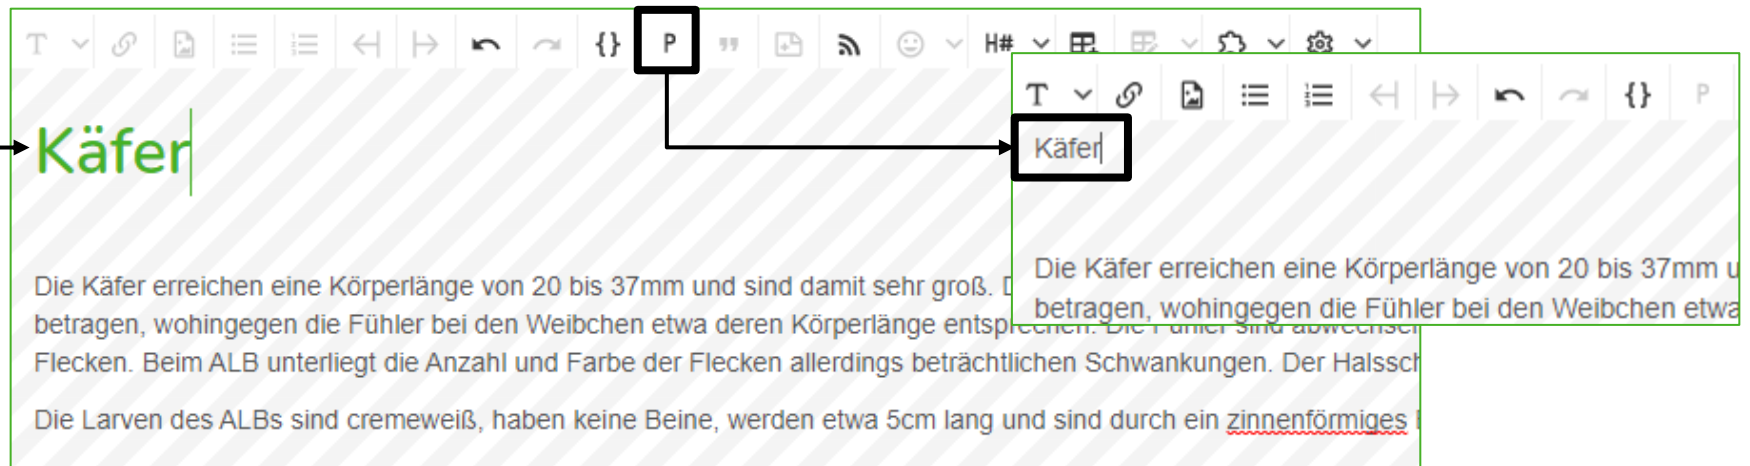 T {} P H#
Käfer
Die Käfer erreichen eine Körperlänge von 20 bis 37mm und sind damit sehr groß.
betragen, wohingegen die Fühler bei den Weibchen etwa deren Körperlänge entsprechen. Die Fühler sind
Flecken. Beim ALB unterliegt die Anzahl und Farbe der Flecken allerdings beträchtlichen Schwankungen. Der
Die Larven des ALBs sind cremeweiß, haben keine Beine, werden etwa 5cm lang und sind durch ein zinnenförmiges
T {} P
Käfer
Die Käfer erreichen eine Körperlänge von 20 bis 37mm
betragen, wohingegen die Fühler bei den Weibchen etwa